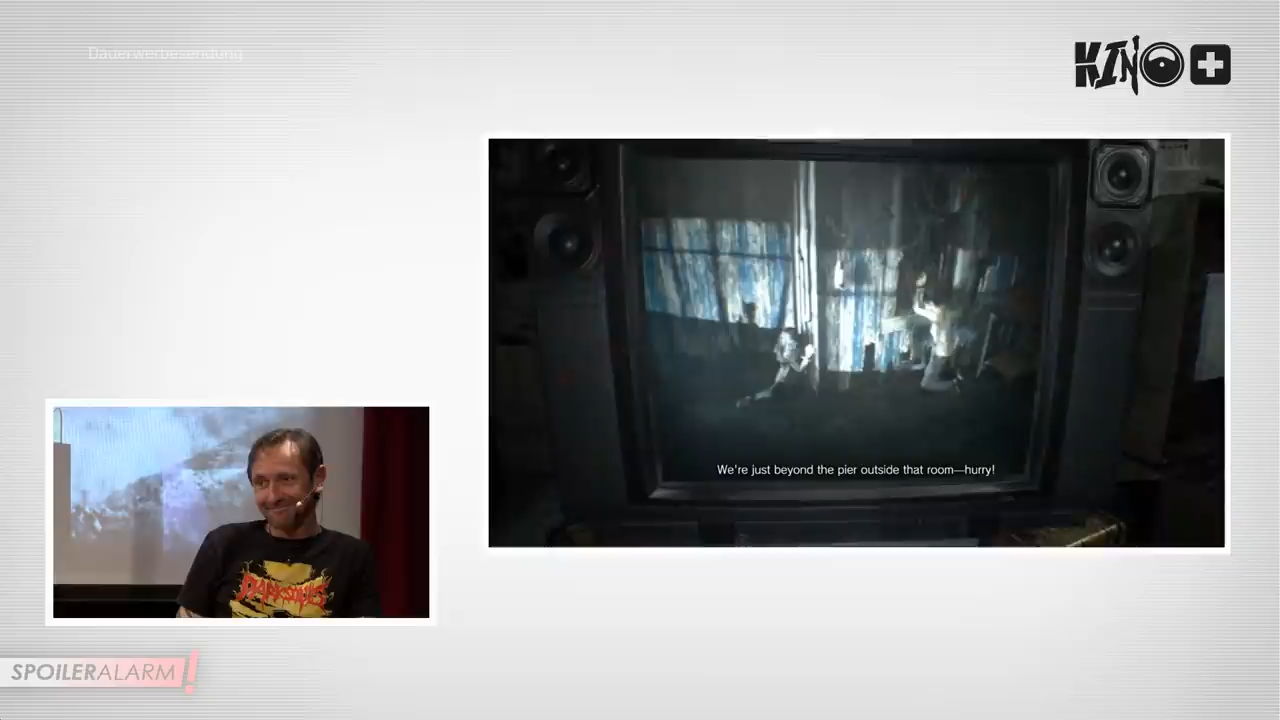 Dauerwerbesendung
KINO+
We're just beyond the pier outside that room—hurry!
SPOILERALARM!